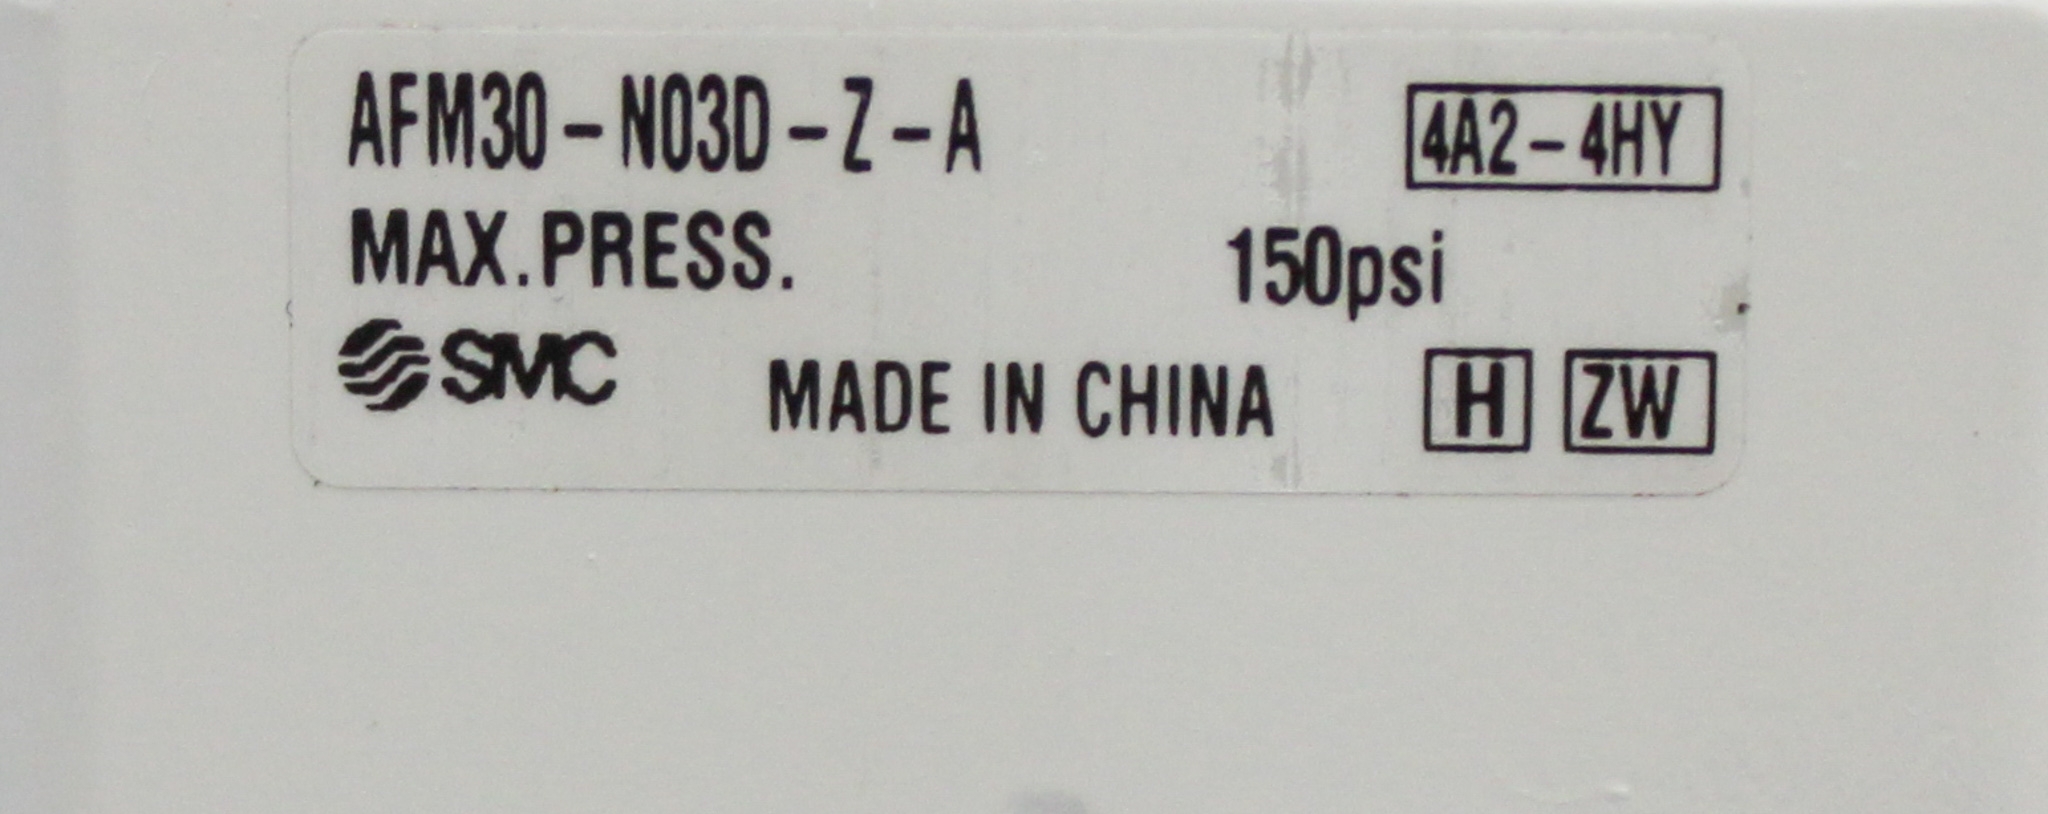 AFM30-N03D-Z-A 4A2-4HY
MAX.PRESS. 150psi
SMC MADE IN CHINA H ZW